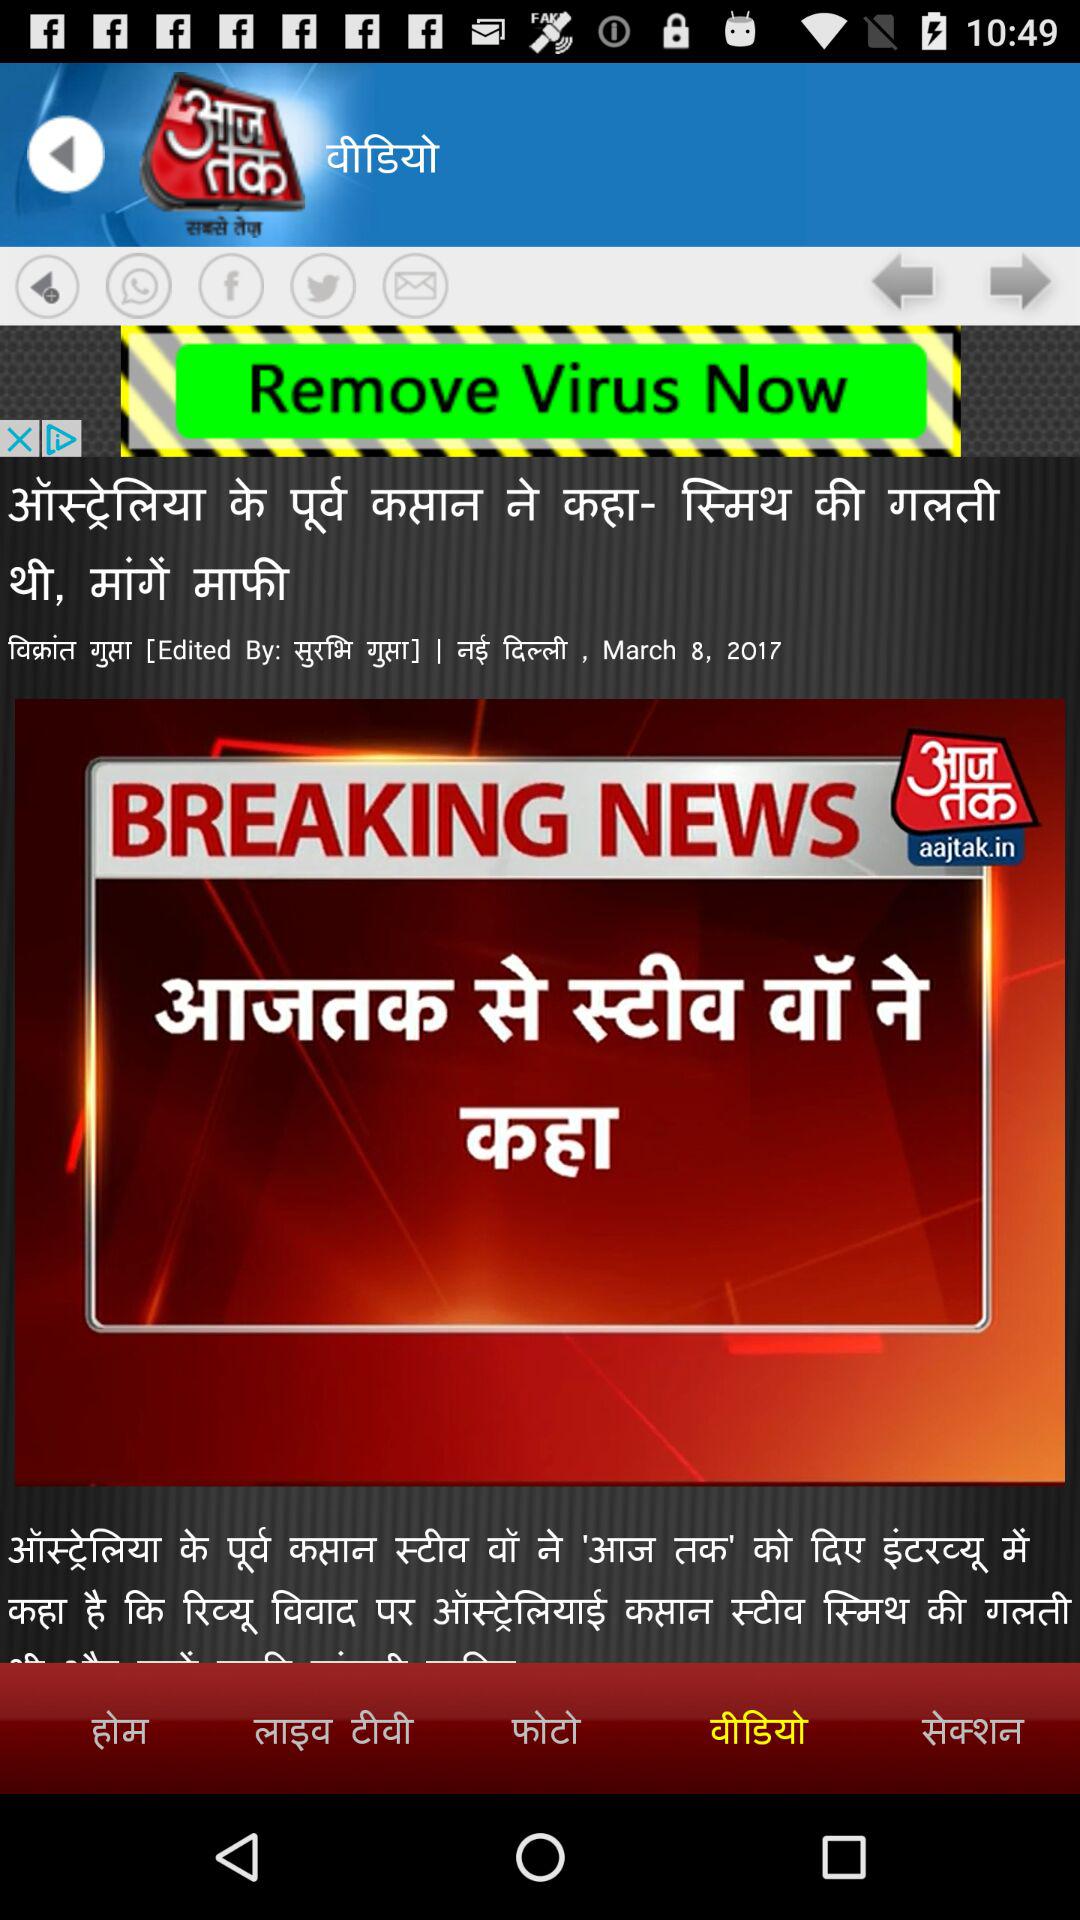 FAKE
10:49
आज
तक
सबसे तेज़
वीडियो
Remove Virus Now
ऑस्ट्रेलिया के पूर्व कप्तान ने कहा- स्मिथ की गलती
थी, मांगें माफी
विक्रांत गुप्ता [Edited By: सुरभि गुप्ता] | नई दिल्ली , March 8, 2017
BREAKING NEWS
आज
तक
aajtak.in
आजतक से स्टीव वॉ ने
कहा
ऑस्ट्रेलिया के पूर्व कप्तान स्टीव वॉ ने 'आज तक' को दिए इंटरव्यू में
कहा है कि रिव्यू विवाद पर ऑस्ट्रेलियाई कप्तान स्टीव स्मिथ की गलती
होम लाइव टीवी फोटो वीडियो सेक्शन